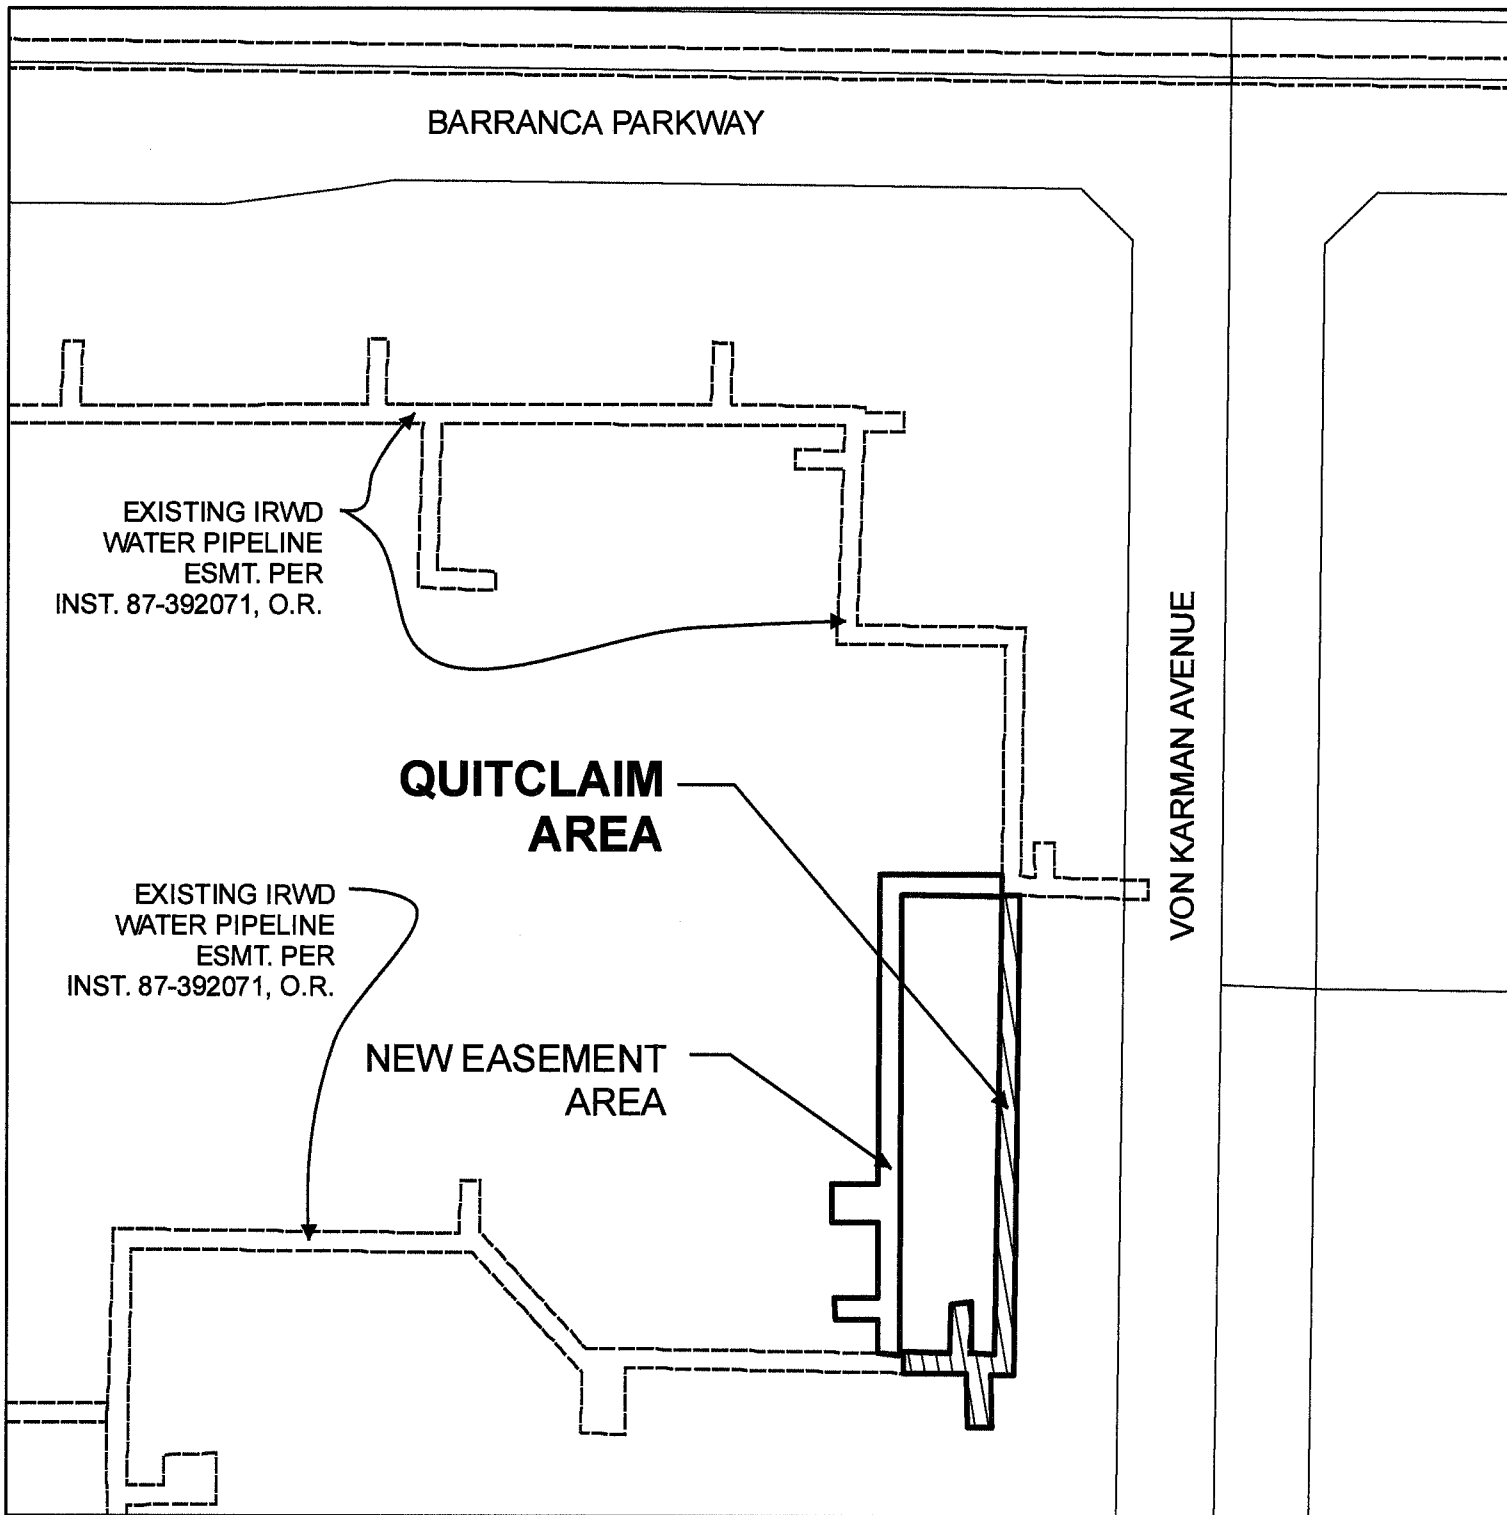 BARRANCA PARKWAY
EXISTING IRWD
WATER PIPELINE
ESMT. PER
INST. 87-392071, O.R.
VON KARMAN AVENUE
QUITCLAIM
AREA
EXISTING IRWD
WATER PIPELINE
ESMT. PER
INST. 87-392071, O.R.
NEW EASEMENT
AREA